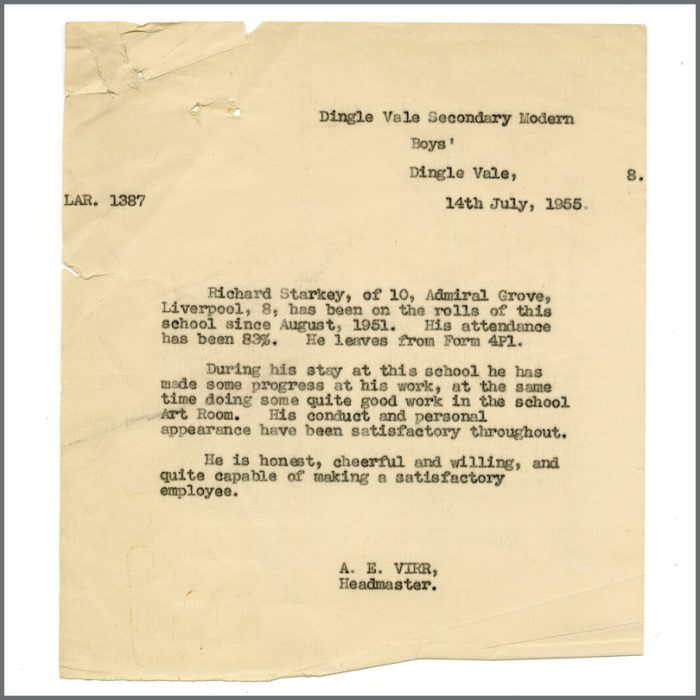 Dingle Vale Secondary Modern
Boys'
Dingle Vale, 8.
LAR. 1387 14th July, 1955.
Richard Starkey, of 10, Admiral Grove,
Liverpool, 8, has been on the rolls of this
school since August, 1951. His attendance
has been 83%. He leaves from Form 4Pl.
During his stay at this school he has
made some progress at his work, at the same
time doing some quite good work in the school
Art Room. His conduct and personal
appearance have been satisfactory throughout.
He is honest, cheerful and willing, and
quite capable of making a satisfactory
employee.
A. E. VIRR,
Headmaster.